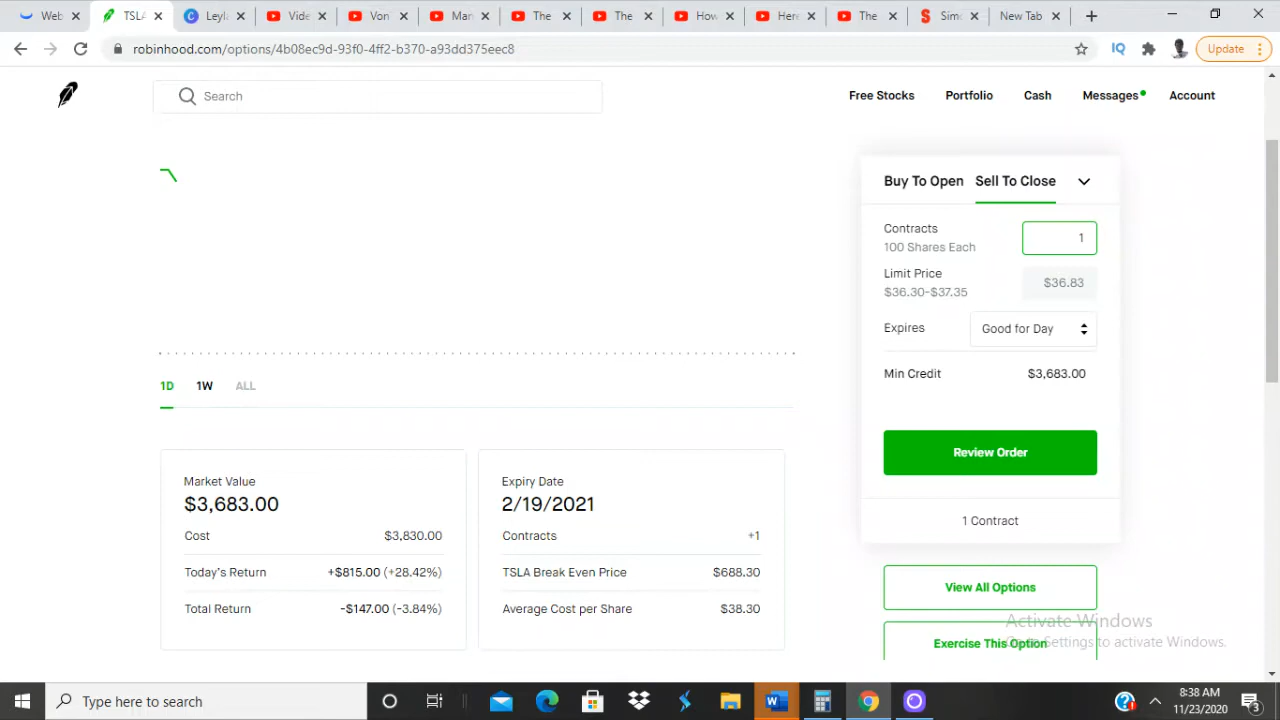 Wel
TSLA
Leyla
Vide
Von
Mar
The
The
How
Here
The
Simo
New Tab
robinhood.com/options/4b08ec9d-93f0-4ff2-b370-a93dd375eec8
IQ
Update
Search
Free Stocks
Portfolio
Cash
Messages
Account
Buy To Open
Sell To Close
Contracts
1
100 Shares Each
Limit Price
$36.83
$36.30-$37.35
Expires
Good for Day
Min Credit
$3,683.00
Review Order
1 Contract
View All Options
Exercise This Option
1D
1W
ALL
Market Value
$3,683.00
Cost
$3,830.00
Today's Return
+$815.00 (+28.42%)
Total Return
-$147.00 (-3.84%)
Expiry Date
2/19/2021
Contracts
+1
TSLA Break Even Price
$688.30
Average Cost per Share
$38.30
Activate Windows
Settings to activate Windows.
Type here to search
8:38 AM
11/23/2020
3